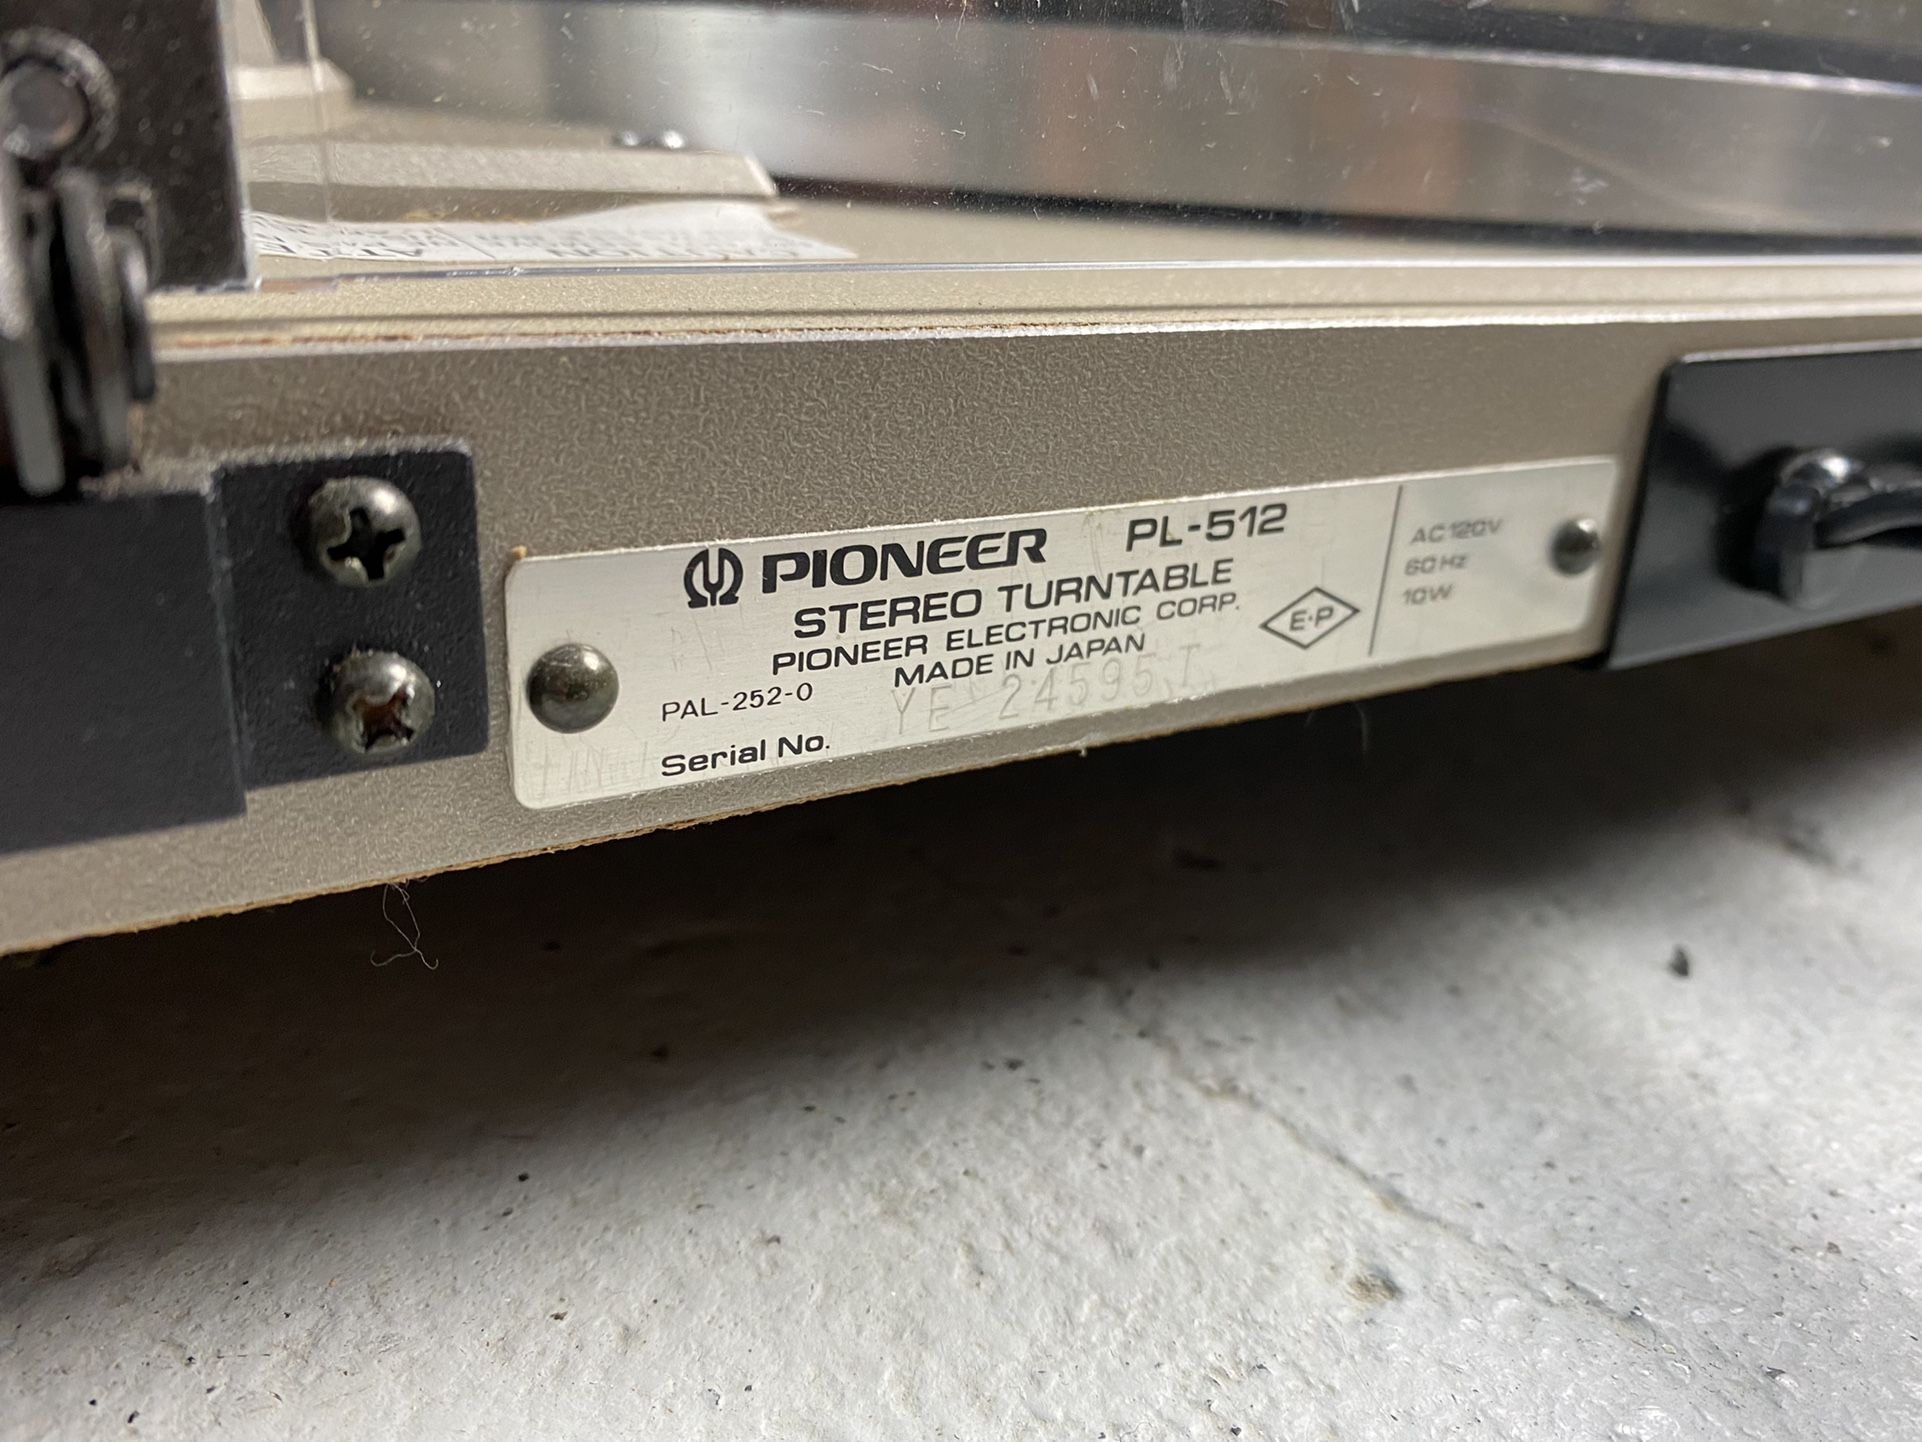 PIONEER PL-512
STEREO TURNTABLE
PIONEER ELECTRONIC CORP.
MADE IN JAPAN
E·P
PAL-252-0
Serial No. YE 24595 I
AC 120V
60 Hz
10W
CAUTION